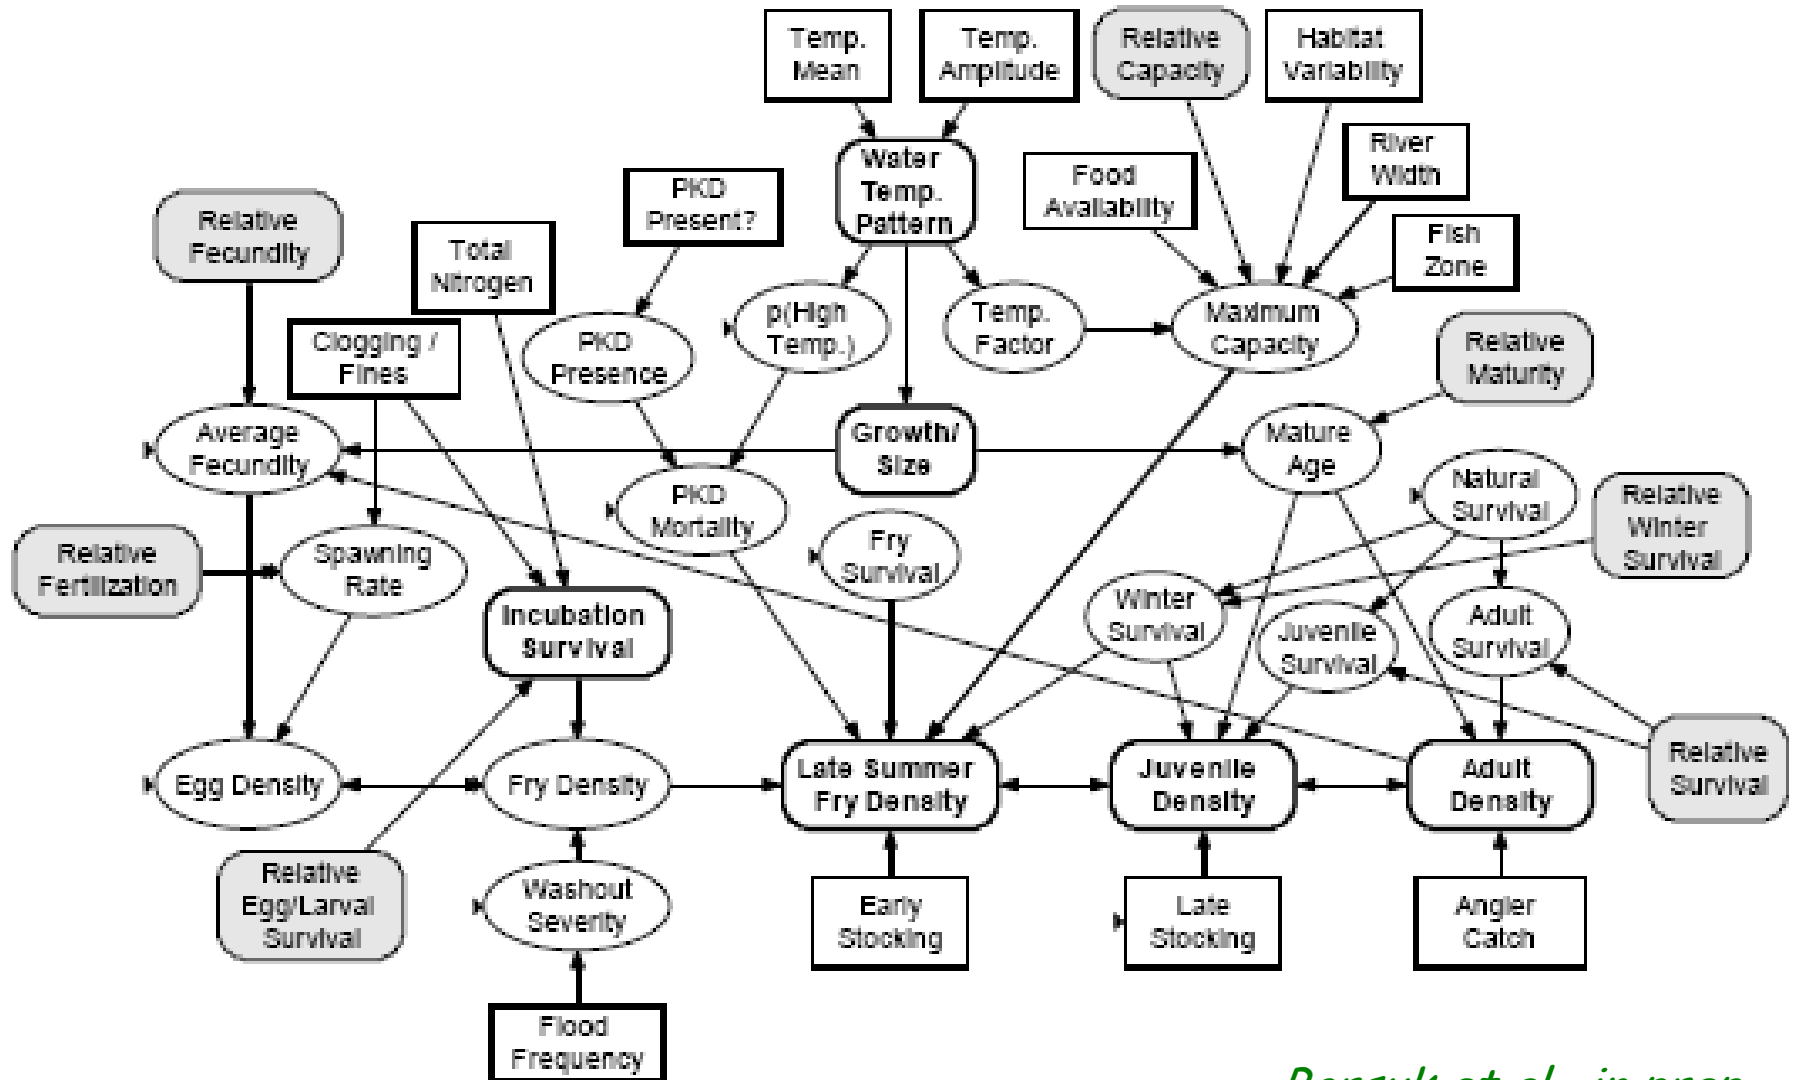 Temp.
Mean
Temp.
Amplitude
Relative
Capacity
Habitat
Variability
River
Width
Water
Temp.
Pattern
Food
Availability
PKD
Present?
Relative
Fecundity
Total
Nitrogen
Fish
Zone
Clogging /
Fines
PKD
Presence
p(High
Temp.)
Temp.
Factor
Maximum
Capacity
Relative
Maturity
Average
Fecundity
Growth/
Size
Mature
Age
Natural
Survival
Relative
Winter
Survival
PKD
Mortality
Fry
Survival
Relative
Fertilization
Spawning
Rate
Incubation
Survival
Winter
Survival
Juvenile
Survival
Adult
Survival
Egg Density
Fry Density
Late Summer
Fry Density
Juvenile
Density
Adult
Density
Relative
Survival
Relative
Egg/Larval
Survival
Washout
Severity
Early
Stocking
Late
Stocking
Angler
Catch
Flood
Frequency
et al., in prep